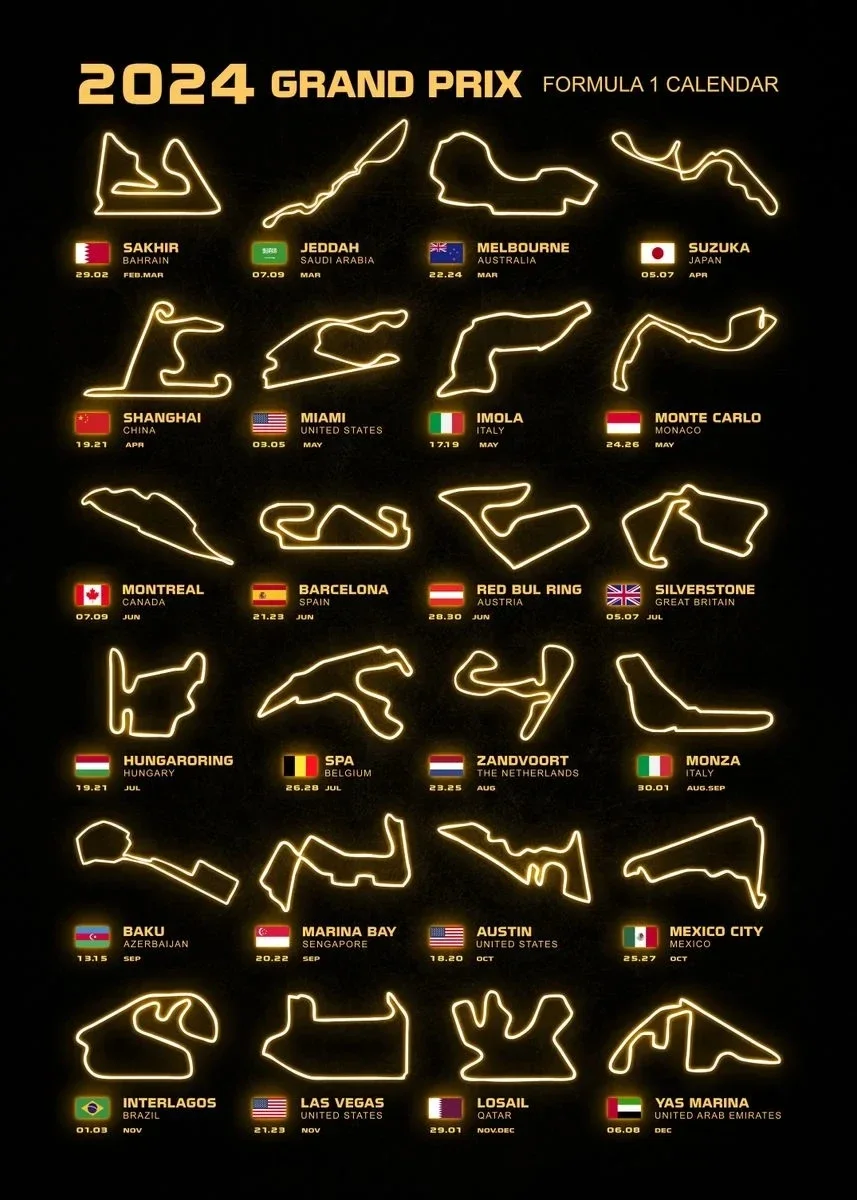 2024 GRAND PRIX FORMULA 1 CALENDAR
SAKHIR
BAHRAIN
29.02 FEB.MAR
JEDDAH
SAUDI ARABIA
07.09 MAR
MELBOURNE
AUSTRALIA
22.24 MAR
SUZUKA
JAPAN
05.07 APR
SHANGHAI
CHINA
19.21 APR
MIAMI
UNITED STATES
03.05 MAY
IMOLA
ITALY
17.19 MAY
MONTE CARLO
MONACO
24.26 MAY
MONTREAL
CANADA
07.09 JUN
BARCELONA
SPAIN
21.23 JUN
RED BUL RING
AUSTRIA
28.30 JUN
SILVERSTONE
GREAT BRITAIN
05.07 JUL
HUNGARORING
HUNGARY
19.21 JUL
SPA
BELGIUM
26.28 JUL
ZANDVOORT
THE NETHERLANDS
23.25 AUG
MONZA
ITALY
30.01 AUG.SEP
BAKU
AZERBAIJAN
13.15 SEP
MARINA BAY
SENGAPORE
20.22 SEP
AUSTIN
UNITED STATES
18.20 OCT
MEXICO CITY
MEXICO
25.27 OCT
INTERLAGOS
BRAZIL
01.03 NOV
LAS VEGAS
UNITED STATES
21.23 NOV
LOSAIL
QATAR
29.01 NOV.DEC
YAS MARINA
UNITED ARAB EMIRATES
06.08 DEC